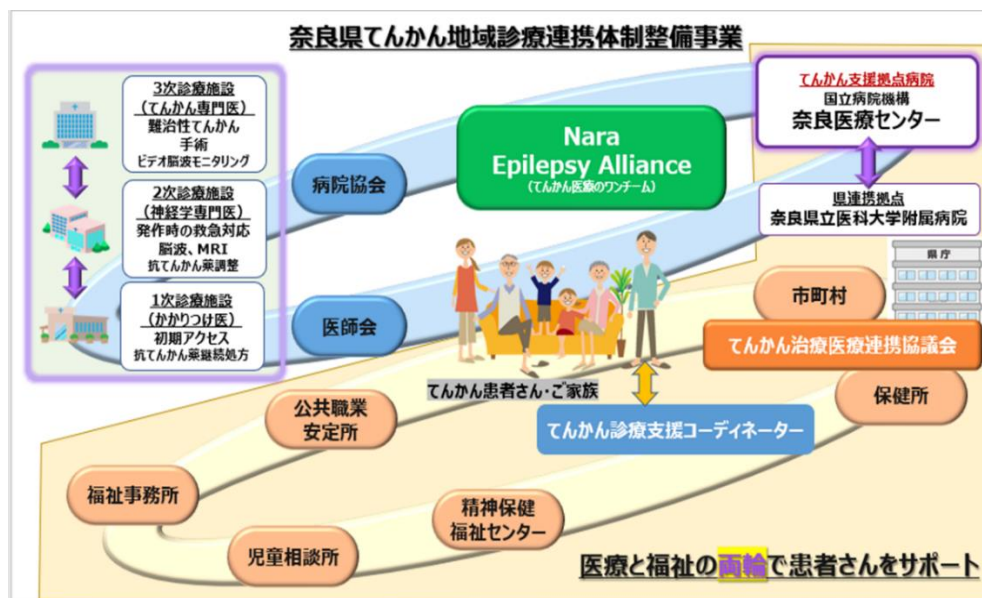 奈良県てんかん地域診療連携体制整備事業
3次診療施設
（てんかん専門医）
難治性てんかん
手術
ビデオ脳波モニタリング
2次診療施設
（神経学専門医）
発作時の救急対応
脳波、MRI
抗てんかん薬調整
1次診療施設
（かかりつけ医）
初期アクセス
抗てんかん薬継続処方
病院協会
医師会
Nara
Epilepsy Alliance
（てんかん医療のワンチーム）
てんかん支援拠点病院
国立病院機構
奈良医療センター
県連携拠点
奈良県立医科大学附属病院
県庁
市町村
てんかん治療医療連携協議会
保健所
てんかん患者さん・ご家族
てんかん診療支援コーディネーター
公共職業
安定所
福祉事務所
児童相談所
精神保健
福祉センター
医療と福祉の両輪で患者さんをサポート